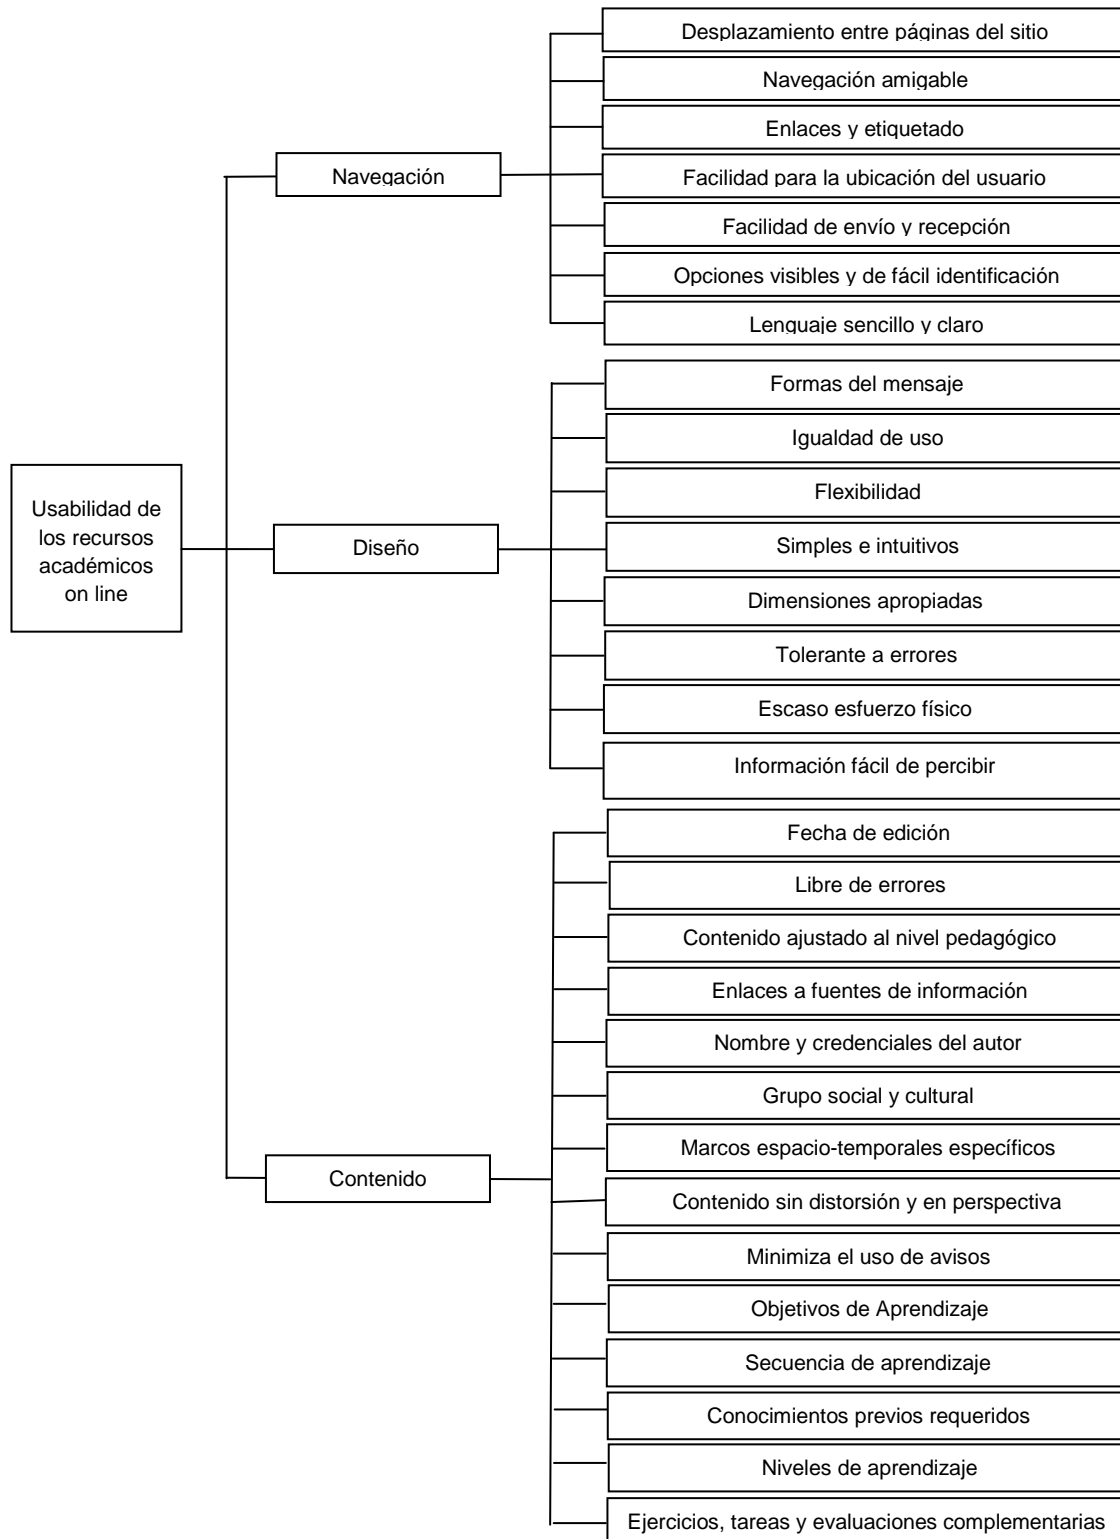 Usabilidad de
los recursos
académicos
on line
Navegación
Desplazamiento entre páginas del sitio
Navegación amigable
Enlaces y etiquetado
Facilidad para la ubicación del usuario
Facilidad de envío y recepción
Opciones visibles y de fácil identificación
Lenguaje sencillo y claro
Diseño
Formas del mensaje
Igualdad de uso
Flexibilidad
Simples e intuitivos
Dimensiones apropiadas
Tolerante a errores
Escaso esfuerzo físico
Información fácil de percibir
Contenido
Fecha de edición
Libre de errores
Contenido ajustado al nivel pedagógico
Enlaces a fuentes de información
Nombre y credenciales del autor
Grupo social y cultural
Marcos espacio-temporales específicos
Contenido sin distorsión y en perspectiva
Minimiza el uso de avisos
Objetivos de Aprendizaje
Secuencia de aprendizaje
Conocimientos previos requeridos
Niveles de aprendizaje
Ejercicios, tareas y evaluaciones complementarias